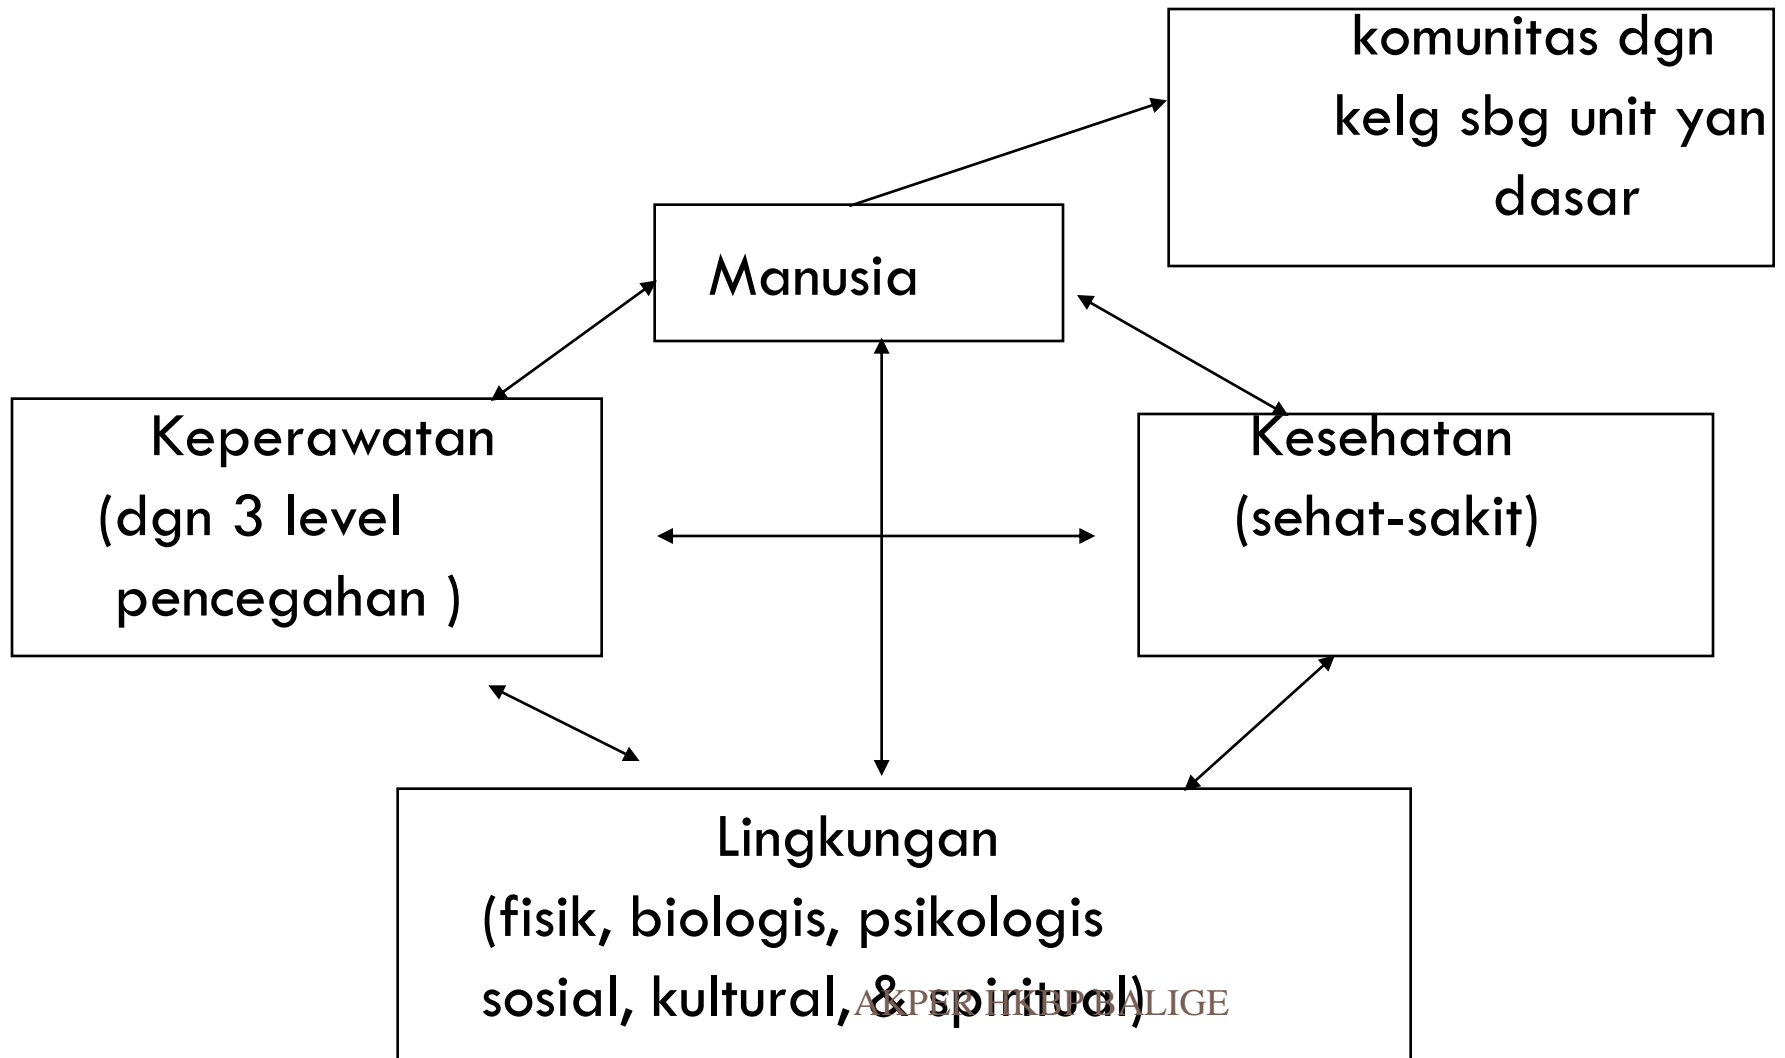 komunitas dgn
kelg sbg unit yan
dasar
Manusia
Keperawatan
(dgn 3 level
pencegahan )
Kesehatan
(sehat-sakit)
Lingkungan
(fisik, biologis, psikologis
sosial, kultural, & spiritual)
AKPER HKBP BALIGE